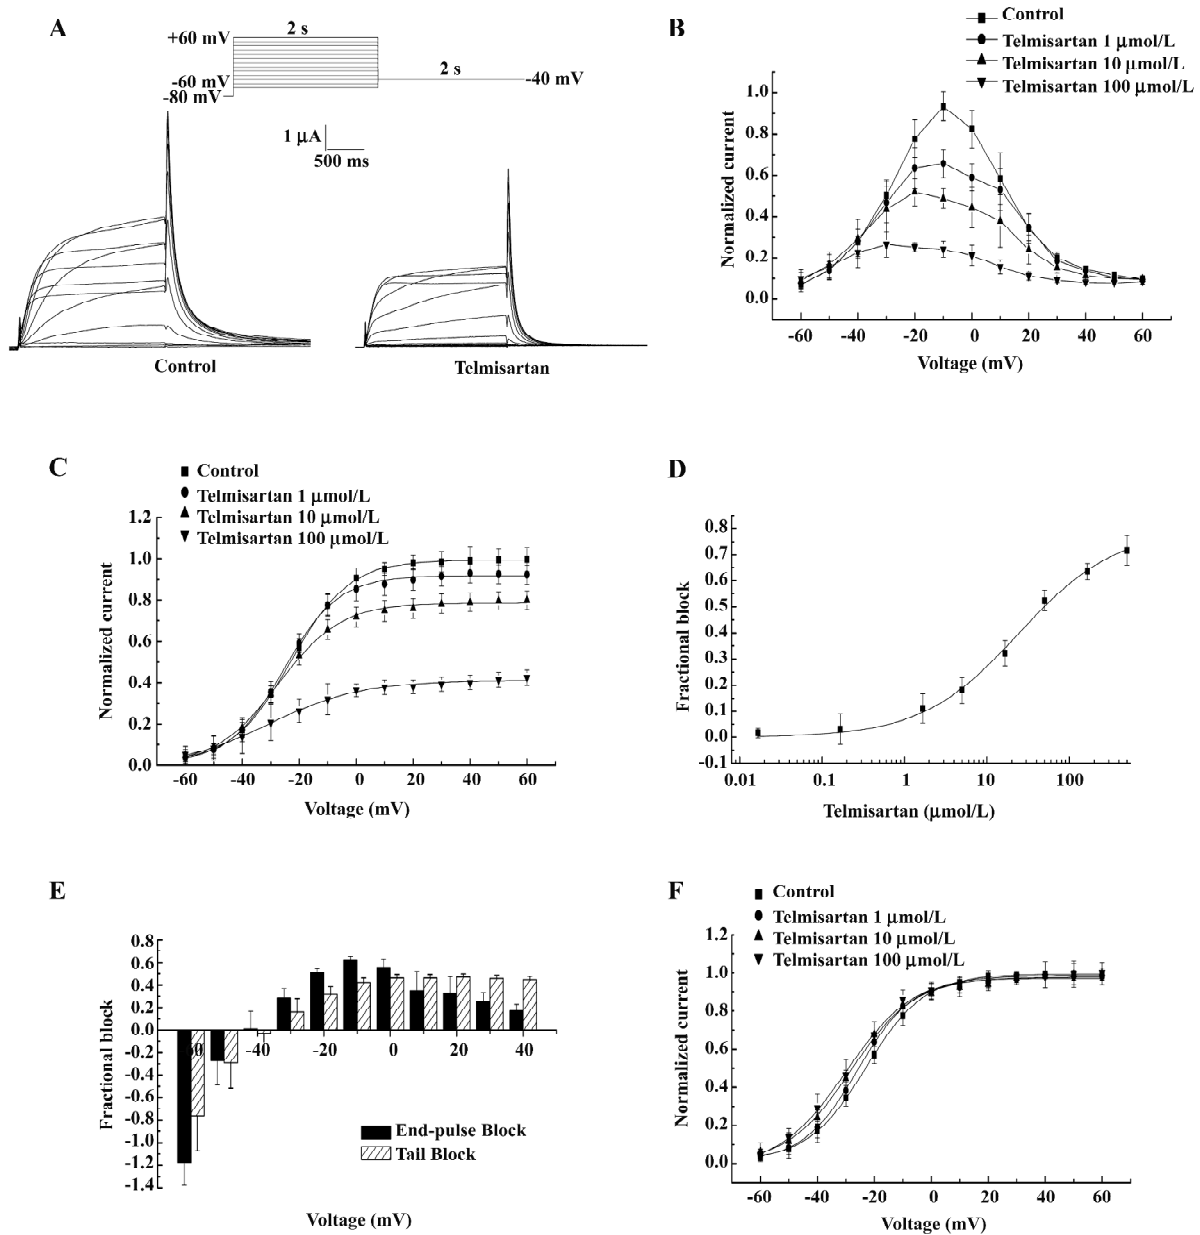 A
+60 mV
2 s
-60 mV
-80 mV
2 s
-40 mV
1 μA
500 ms
Control
Telmisartan
B
Control
Telmisartan 1 μmol/L
Telmisartan 10 μmol/L
Telmisartan 100 μmol/L
1.0
0.8
0.6
0.4
0.2
0.0
Normalized current
-60 -40 -20 0 20 40 60
Voltage (mV)
C
Control
Telmisartan 1 μmol/L
Telmisartan 10 μmol/L
Telmisartan 100 μmol/L
1.2
1.0
0.8
0.6
0.4
0.2
0.0
Normalized current
-60 -40 -20 0 20 40 60
Voltage (mV)
D
0.8
0.7
0.6
0.5
0.4
0.3
0.2
0.1
0.0
-0.1
Fractional block
0.01 0.1 1 10 100
Telmisartan (μmol/L)
E
0.8
0.6
0.4
0.2
0.0
-0.2
-0.4
-0.6
-0.8
-1.0
-1.2
-1.4
Fractional block
-40 -20 0 20 40
End-pulse Block
Tail Block
Voltage (mV)
F
Control
Telmisartan 1 μmol/L
Telmisartan 10 μmol/L
Telmisartan 100 μmol/L
1.2
1.0
0.8
0.6
0.4
0.2
0.0
Normalized current
-60 -40 -20 0 20 40 60
Voltage (mV)